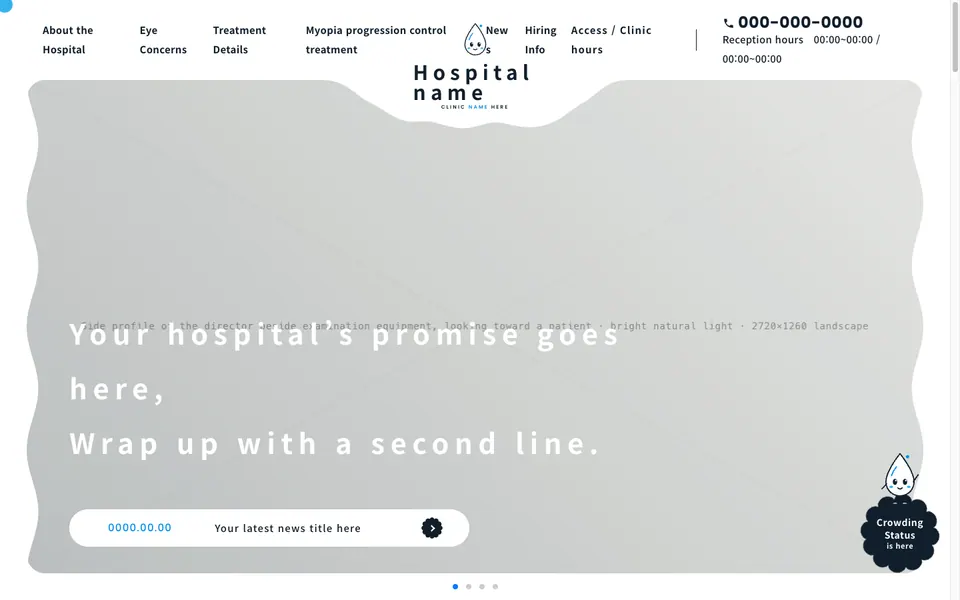 About the
Hospital
Eye
Concerns
Treatment
Details
Myopia progression control
treatment
New
s
Hiring
Info
Access / Clinic
hours
000-000-0000
Reception hours 00:00~00:00 /
00:00~00:00
Hospital
name
CLINIC NAME HERE
Side profile of the director beside examination equipment, looking toward a patient · bright natural light · 2720×1260 landscape
Your hospital's promise goes
here,
Wrap up with a second line.
0000.00.00 Your latest news title here
Crowding
Status
is here